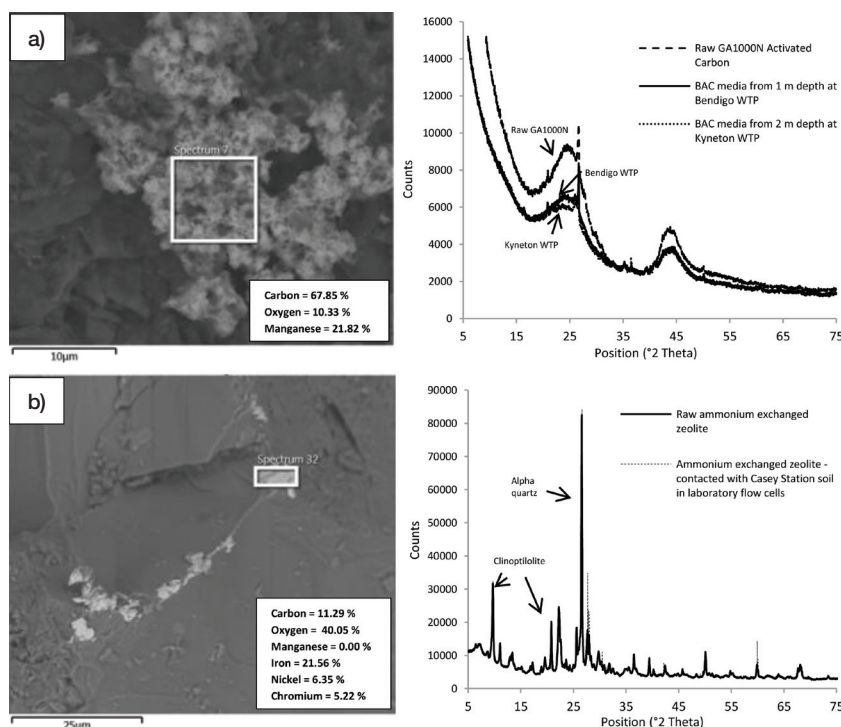 a)
Spectrum 7
Carbon = 67.85 %
Oxygen = 10.33 %
Manganese = 21.82 %
10µm
16000
14000
12000
10000
8000
6000
4000
2000
0
Counts
5
15
25
35
45
55
65
75
Position (°2 Theta)
Raw GA1000N
Bendigo WTP
Kyneton WTP
Raw GA1000N Activated
Carbon
BAC media from 1 m depth at
Bendigo WTP
BAC media from 2 m depth at
Kyneton WTP
b)
Spectrum 32
Carbon = 11.29 %
Oxygen = 40.05 %
Manganese = 0.00 %
Iron = 21.56 %
Nickel = 6.35 %
Chromium = 5.22 %
25µm
90000
80000
70000
60000
50000
40000
30000
20000
10000
0
Counts
5
15
25
35
45
55
65
75
Position (°2 Theta)
Alpha
quartz
Clinoptilolite
Raw ammonium exchanged
zeolite
Ammonium exchanged zeolite -
contacted with Casey Station soil
in laboratory flow cells